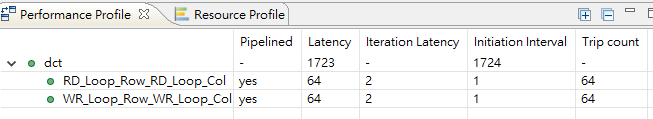 Performance Profile Resource Profile
Pipelined Latency Iteration Latency Initiation Interval Trip count
dct - 1723 - 1724 -
RD_Loop_Row_RD_Loop_Col yes 64 2 1 64
WR_Loop_Row_WR_Loop_Col yes 64 2 1 64